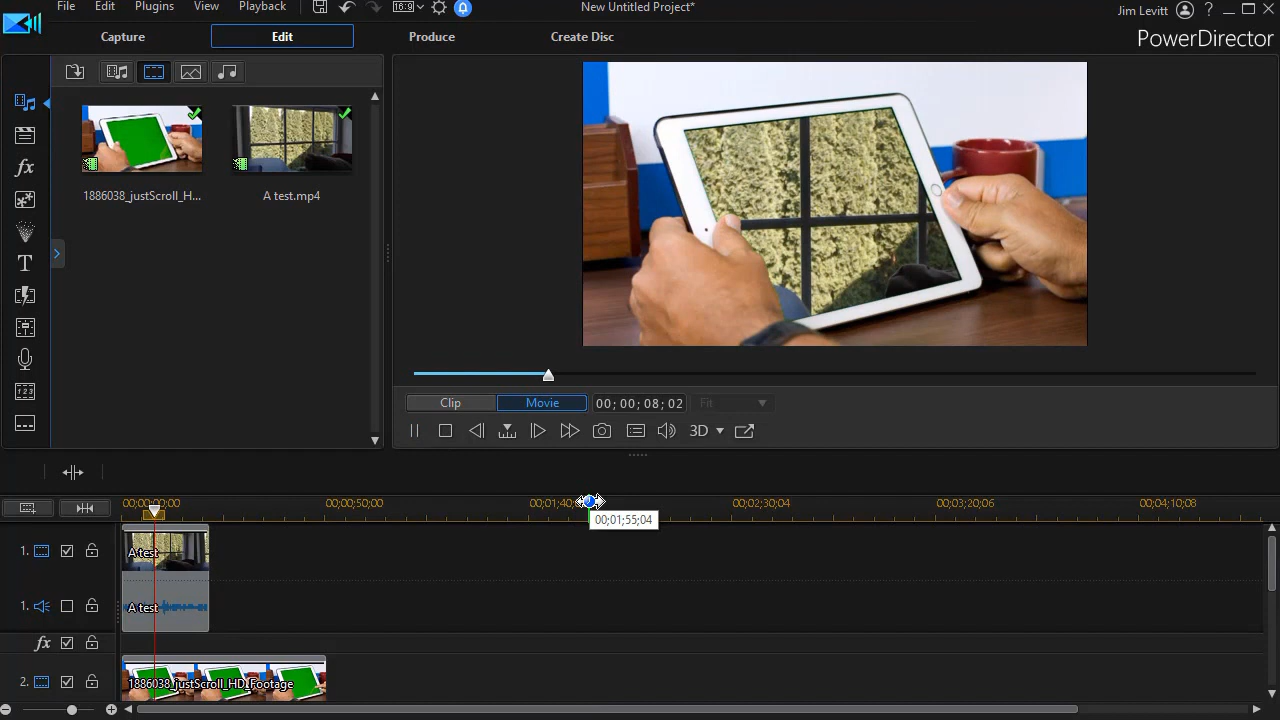 File Edit View Playback 16:9 New Untitled Project* Jim Levitt ?
Capture Edit Produce Create Disc PowerDirector
1886038_justScroll_H... A test.mp4
fx
T
Clip Movie 00; 00; 08; 02 Fit
3D
00;00;00;00 00;00;50;00 00;01;40; 00;02;30;04 00;03;20;06 00;04;10;08
00;01;55;04
1. A test
1. A test
fx
2. 1886038_justScroll_HD_Footage